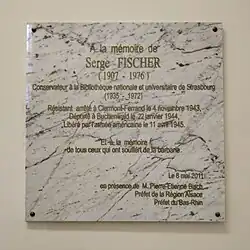 A la mémoire de
Serge FISCHER
( 1907 - 1976 )
Conservateur à la Bibliothèque nationale et universitaire de Strasbourg
(1935 - 1972)
Résistant arrêté à Clermont-Ferrand le 4 novembre 1943,
Déporté à Buchenwald le 22 janvier 1944,
Libéré par l'armée américaine le 11 avril 1945.
Et à la mémoire
de tous ceux qui ont souffert de la barbarie.
Le 8 mai 2011
en présence de M. Pierre-Etienne Bisch
Préfet de la Région Alsace
Préfet du Bas-Rhin